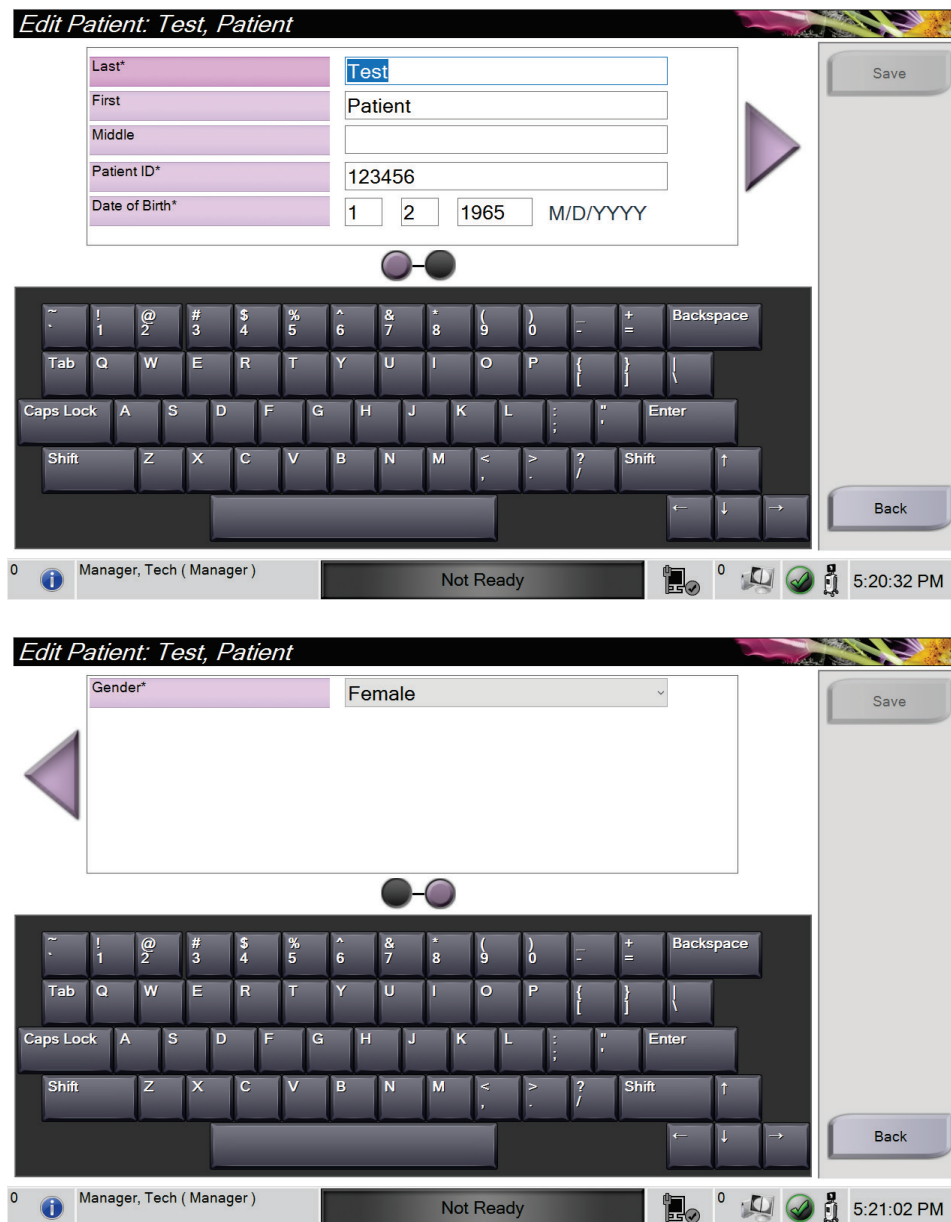 Edit Patient: Test, Patient
Last* Test
First Patient
Middle
Patient ID* 123456
Date of Birth* 1 2 1965 M/D/YYYY
Save
~ ! @ # $ % ^ & * ( ) _ + Backspace
` 1 2 3 4 5 6 7 8 9 0 - =
Tab Q W E R T Y U I O P { } |
[ ] \
Caps Lock A S D F G H J K L : " Enter
; '
Shift Z X C V B N M < > ? Shift ↑
, . /
← ↓ →
Back
0 Manager, Tech ( Manager ) Not Ready 0 5:20:32 PM
Edit Patient: Test, Patient
Gender* Female
Save
~ ! @ # $ % ^ & * ( ) _ + Backspace
` 1 2 3 4 5 6 7 8 9 0 - =
Tab Q W E R T Y U I O P { } |
[ ] \
Caps Lock A S D F G H J K L : " Enter
; '
Shift Z X C V B N M < > ? Shift ↑
, . /
← ↓ →
Back
0 Manager, Tech ( Manager ) Not Ready 0 5:21:02 PM